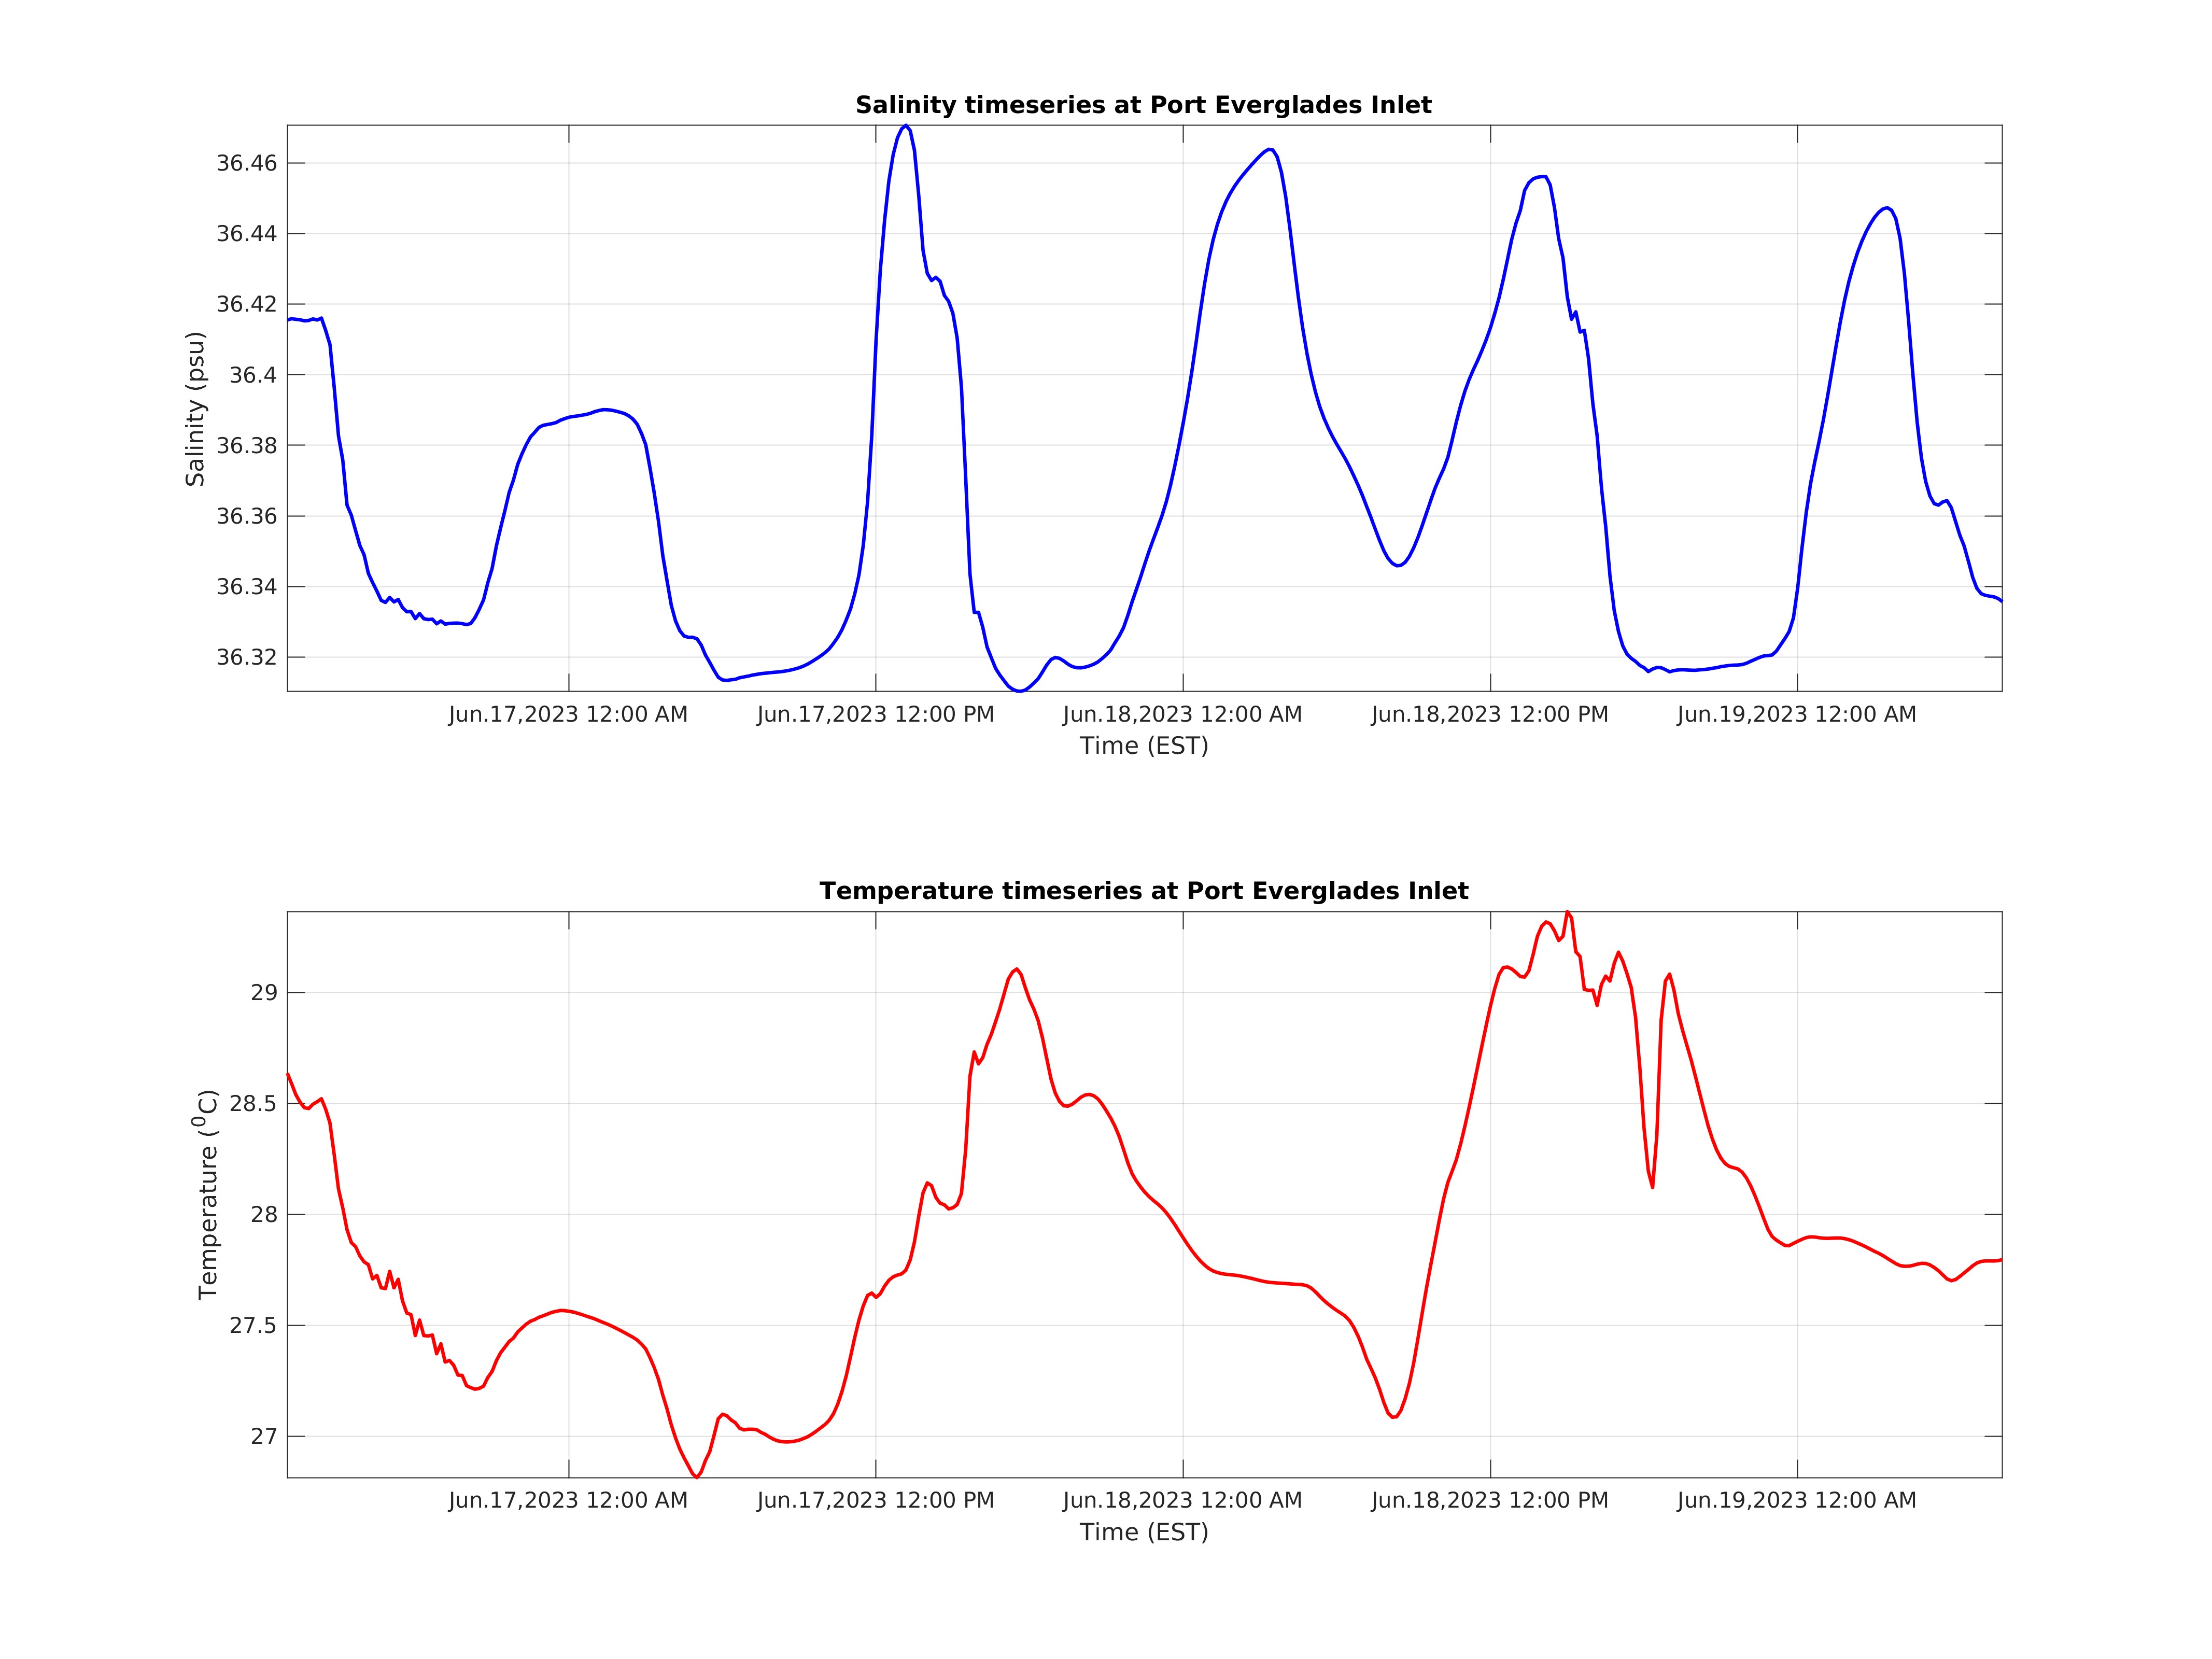 Salinity timeseries at Port Everglades Inlet
36.46
36.44
36.42
36.4
36.38
36.36
36.34
36.32
Salinity (psu)
Jun.17,2023 12:00 AM Jun.17,2023 12:00 PM Jun.18,2023 12:00 AM Jun.18,2023 12:00 PM Jun.19,2023 12:00 AM
Time (EST)
Temperature timeseries at Port Everglades Inlet
29
28.5
28
27.5
27
Temperature (⁰C)
Jun.17,2023 12:00 AM Jun.17,2023 12:00 PM Jun.18,2023 12:00 AM Jun.18,2023 12:00 PM Jun.19,2023 12:00 AM
Time (EST)